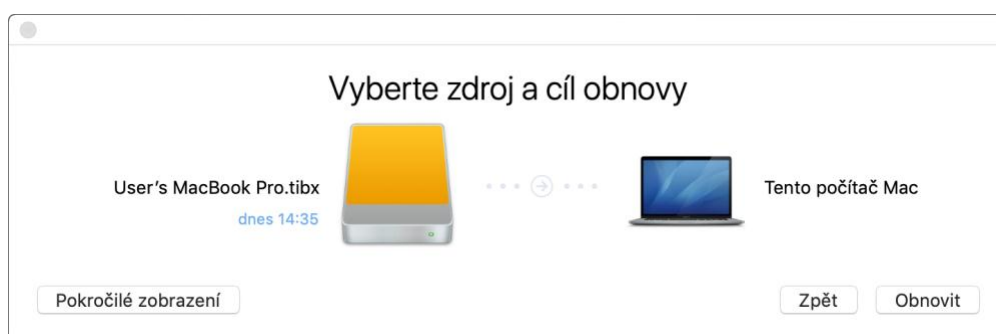 Vyberte zdroj a cíl obnovy
User's MacBook Pro.tibx
dnes 14:35
Tento počítač Mac
Pokročilé zobrazení
Zpět
Obnovit